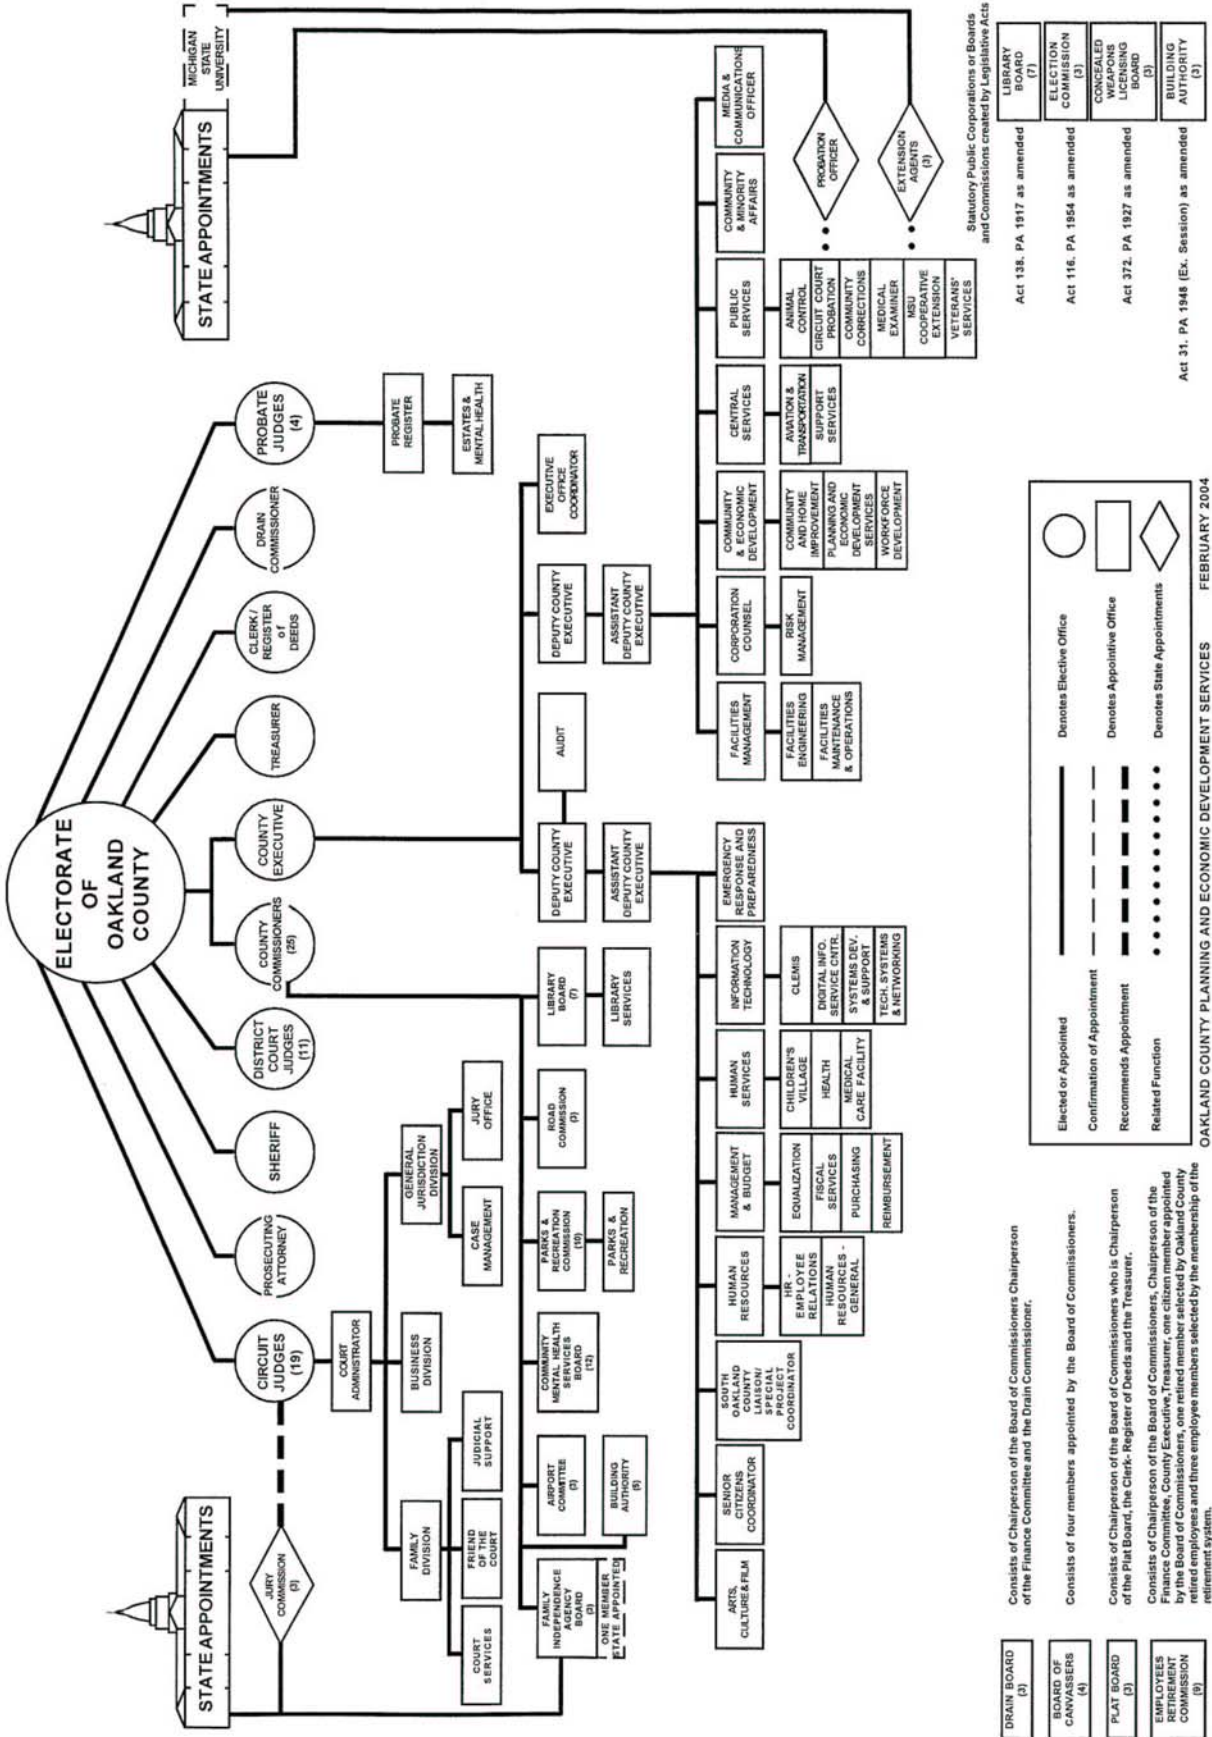 ELECTORATE
OF
OAKLAND
COUNTY
STATE APPOINTMENTS
STATE APPOINTMENTS
MICHIGAN
STATE
UNIVERSITY
JURY
COMMISSION
(3)
CIRCUIT
JUDGES
(19)
PROSECUTING
ATTORNEY
SHERIFF
DISTRICT
COURT
JUDGES
(11)
COUNTY
COMMISSIONERS
(25)
COUNTY
EXECUTIVE
TREASURER
CLERK /
REGISTER
of
DEEDS
DRAIN
COMMISSIONER
PROBATE
JUDGES
(4)
COURT
ADMINISTRATOR
PROBATE
REGISTER
ESTATES &
MENTAL HEALTH
FAMILY
DIVISION
BUSINESS
DIVISION
GENERAL
JURISDICTION
DIVISION
COURT
SERVICES
FRIEND
OF THE
COURT
JUDICIAL
SUPPORT
CASE
MANAGEMENT
JURY
OFFICE
FAMILY
INDEPENDENCE
AGENCY
BOARD
(3)
ONE MEMBER
STATE APPOINTED
AIRPORT
COMMITTEE
(3)
BUILDING
AUTHORITY
(5)
COMMUNITY
MENTAL HEALTH
SERVICES
BOARD
(12)
PARKS &
RECREATION
COMMISSION
(10)
PARKS &
RECREATION
ROAD
COMMISSION
(3)
LIBRARY
BOARD
(7)
LIBRARY
SERVICES
DEPUTY COUNTY
EXECUTIVE
ASSISTANT
DEPUTY COUNTY
EXECUTIVE
AUDIT
DEPUTY COUNTY
EXECUTIVE
ASSISTANT
DEPUTY COUNTY
EXECUTIVE
EXECUTIVE
OFFICE
COORDINATOR
ARTS,
CULTURE & FILM
SENIOR
CITIZENS
COORDINATOR
SOUTH
OAKLAND
COUNTY
LIAISON/
SPECIAL
PROJECT
COORDINATOR
HUMAN
RESOURCES
HR -
EMPLOYEE
RELATIONS
HUMAN
RESOURCES -
GENERAL
MANAGEMENT
& BUDGET
EQUALIZATION
FISCAL
SERVICES
PURCHASING
REIMBURSEMENT
HUMAN
SERVICES
CHILDREN'S
VILLAGE
HEALTH
MEDICAL
CARE FACILITY
INFORMATION
TECHNOLOGY
CLEMIS
DIGITAL INFO.
SERVICE CNTR.
SYSTEMS DEV.
& SUPPORT
TECH. SYSTEMS
& NETWORKING
EMERGENCY
RESPONSE AND
PREPAREDNESS
FACILITIES
MANAGEMENT
FACILITIES
ENGINEERING
FACILITIES
MAINTENANCE
& OPERATIONS
CORPORATION
COUNSEL
RISK
MANAGEMENT
COMMUNITY
& ECONOMIC
DEVELOPMENT
COMMUNITY
AND HOME
IMPROVEMENT
PLANNING AND
ECONOMIC
DEVELOPMENT
SERVICES
WORKFORCE
DEVELOPMENT
CENTRAL
SERVICES
AVIATION &
TRANSPORTATION
SUPPORT
SERVICES
PUBLIC
SERVICES
ANIMAL
CONTROL
CIRCUIT COURT
PROBATION
COMMUNITY
CORRECTIONS
MEDICAL
EXAMINER
MSU
COOPERATIVE
EXTENSION
VETERANS'
SERVICES
COMMUNITY
& MINORITY
AFFAIRS
MEDIA &
COMMUNICATIONS
OFFICER
PROBATION
OFFICER
EXTENSION
AGENTS
(3)
DRAIN BOARD
(3)
Consists of Chairperson of the Board of Commissioners Chairperson
of the Finance Committee and the Drain Commissioner.
BOARD OF
CANVASSERS
(4)
Consists of four members appointed by the Board of Commissioners.
PLAT BOARD
(3)
Consists of Chairperson of the Board of Commissioners who is Chairperson
of the Plat Board, the Clerk- Register of Deeds and the Treasurer.
EMPLOYEES
RETIREMENT
COMMISSION
(9)
Consists of Chairperson of the Board of Commissioners, Chairperson of the
Finance Committee, County Executive, Treasurer, one citizen member appointed
by the Board of Commissioners, one retired member selected by Oakland County
retired employees and three employee members selected by the membership of the
retirement system.
Elected or Appointed
Denotes Elective Office
Confirmation of Appointment
Recommends Appointment
Denotes Appointive Office
Related Function
Denotes State Appointments
OAKLAND COUNTY PLANNING AND ECONOMIC DEVELOPMENT SERVICES FEBRUARY 2004
Statutory Public Corporations or Boards
and Commissions created by Legislative Acts
Act 138. PA 1917 as amended
LIBRARY
BOARD
(7)
Act 116. PA 1954 as amended
ELECTION
COMMISSION
(3)
Act 372. PA 1927 as amended
CONCEALED
WEAPONS
LICENSING
BOARD
(3)
Act 31. PA 1948 (Ex. Session) as amended
BUILDING
AUTHORITY
(3)